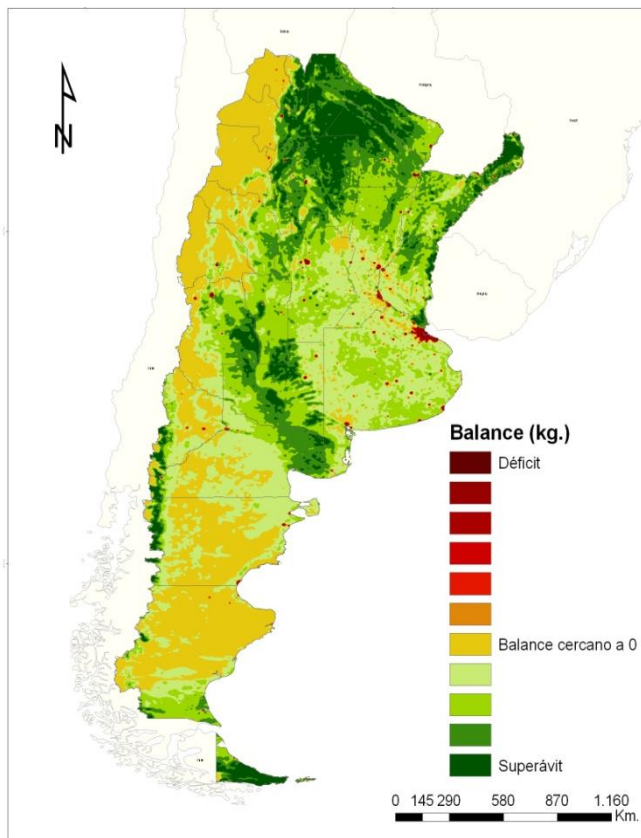 N
Balance (kg.)
Déficit
Balance cercano a 0
Superávit
0 145 290 580 870 1.160
Km.